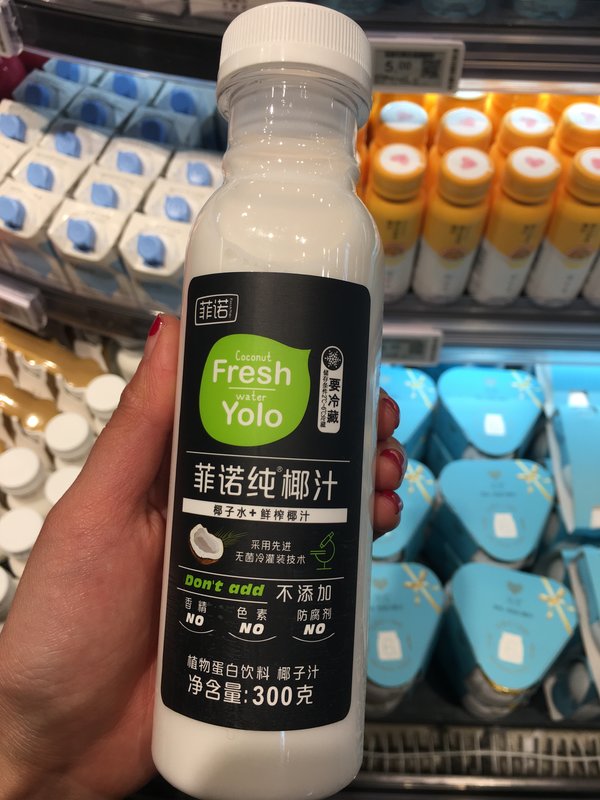 5.00
菲诺
Coconut
Fresh
water
Yolo
要冷藏
菲诺纯®椰汁
椰子水+鲜榨椰汁
采用先进
无菌冷灌装技术
Don't add 不添加
香精 色素 防腐剂
NO NO NO
植物蛋白饮料 椰子汁
净含量:300克